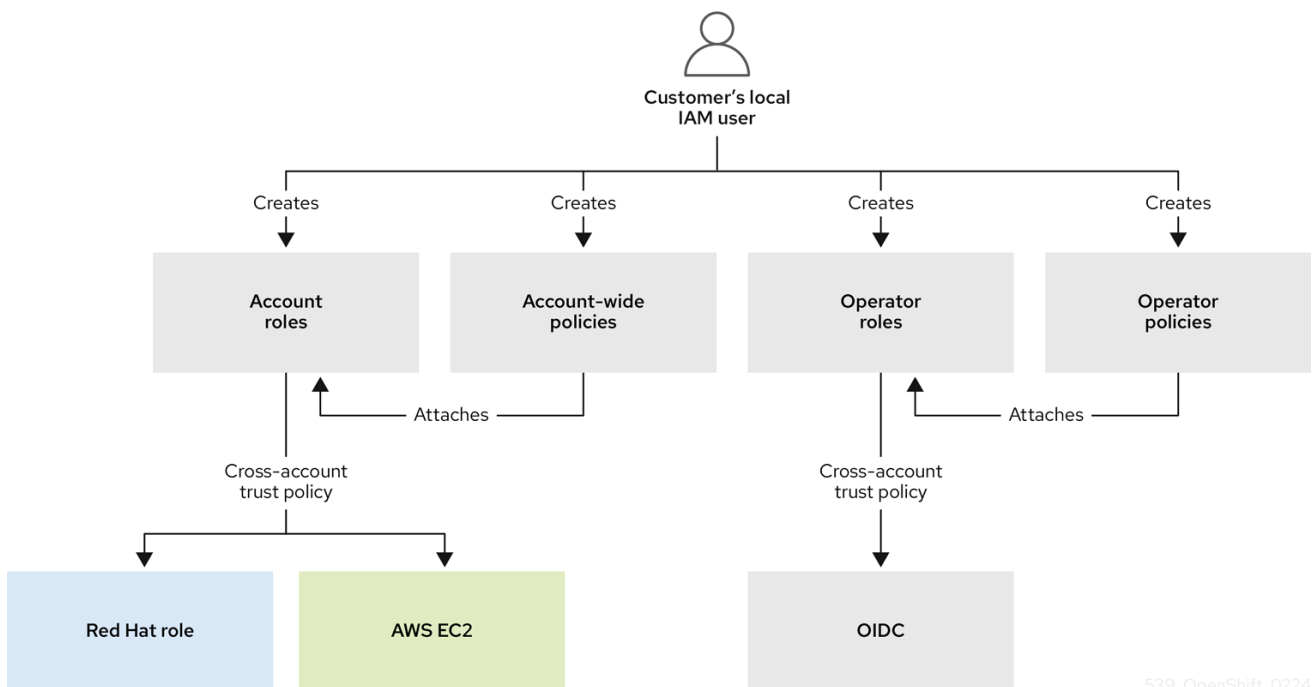 Customer's local
IAM user
Creates
Creates
Creates
Creates
Account
roles
Account-wide
policies
Operator
roles
Operator
policies
Attaches
Attaches
Cross-account
trust policy
Cross-account
trust policy
Red Hat role
AWS EC2
OIDC
539_OpenShift_0224